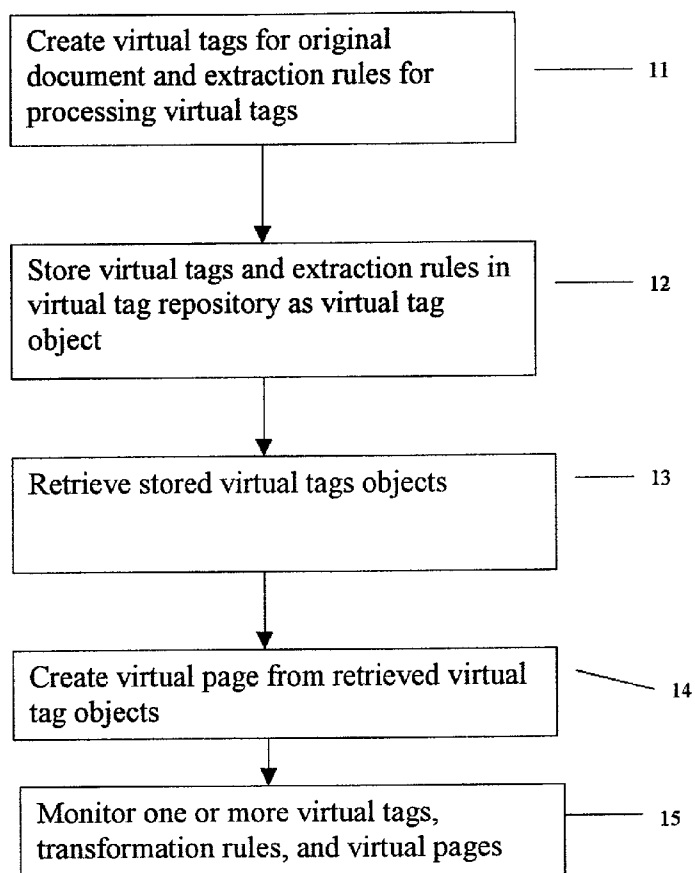 Create virtual tags for original
document and extraction rules for
processing virtual tags
11
Store virtual tags and extraction rules in
virtual tag repository as virtual tag
object
12
Retrieve stored virtual tags objects
13
Create virtual page from retrieved virtual
tag objects
14
Monitor one or more virtual tags,
transformation rules, and virtual pages
15